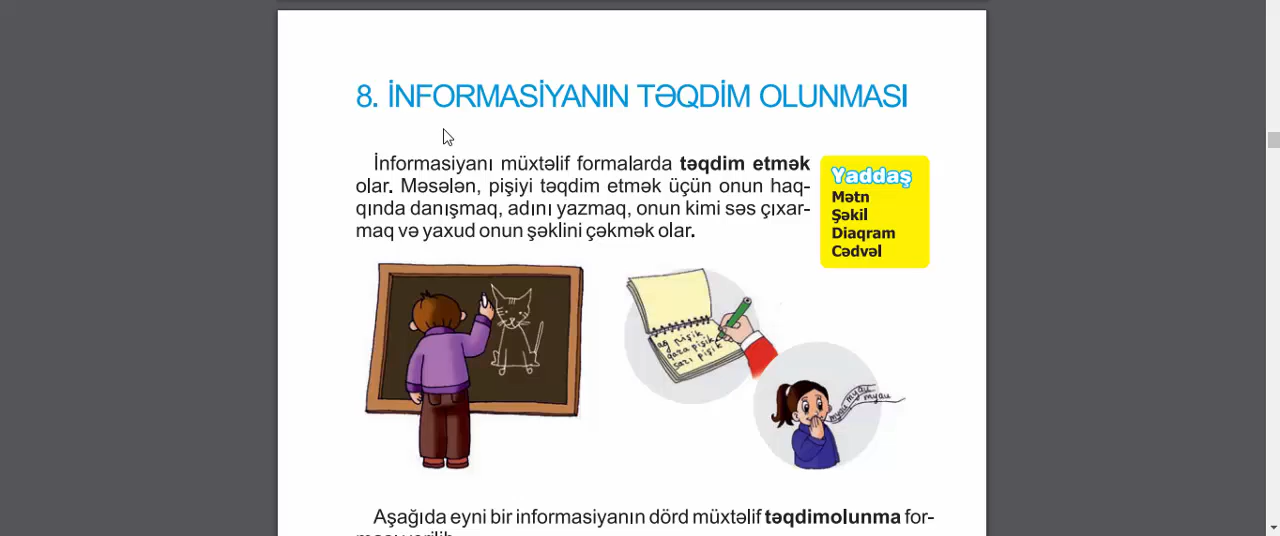 8. İNFORMASİYANIN TƏQDİM OLUNMASI
İnformasiyanı müxtəlif formalarda təqdim etmək
olar. Məsələn, pişiyi təqdim etmək üçün onun haq-
qında danışmaq, adını yazmaq, onun kimi səs çıxar-
maq və yaxud onun şəklini çəkmək olar.
Yaddaş
Mətn
Şəkil
Diaqram
Cədvəl
ağ pişik
qara pişik
sarı pişik
myau myau
myau
Aşağıda eyni bir informasiyanın dörd müxtəlif təqdimolunma for-